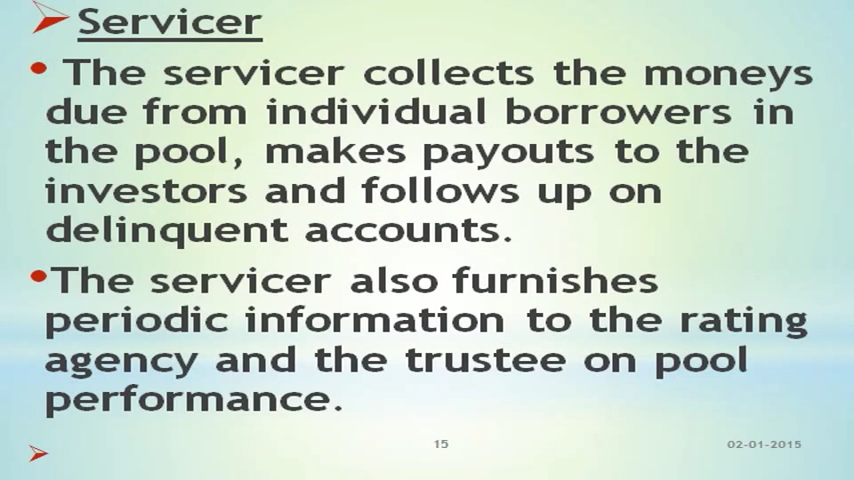 Servicer
The servicer collects the moneys
due from individual borrowers in
the pool, makes payouts to the
investors and follows up on
delinquent accounts.
The servicer also furnishes
periodic information to the rating
agency and the trustee on pool
performance.
15
02-01-2015